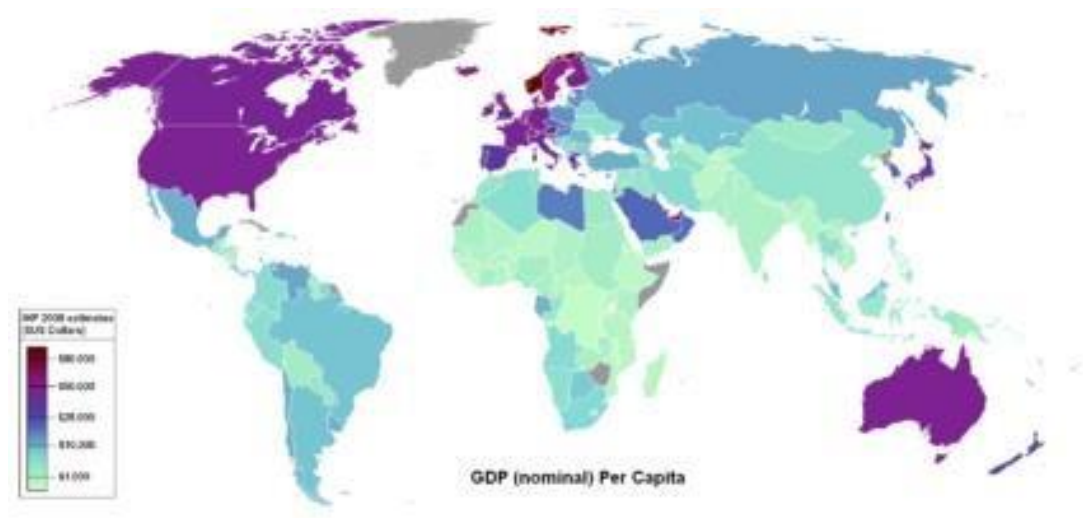 IMF 2008 estimates
(US Dollars)
$80.000
$50.000
$25.000
$10.000
$1.000
GDP (nominal) Per Capita